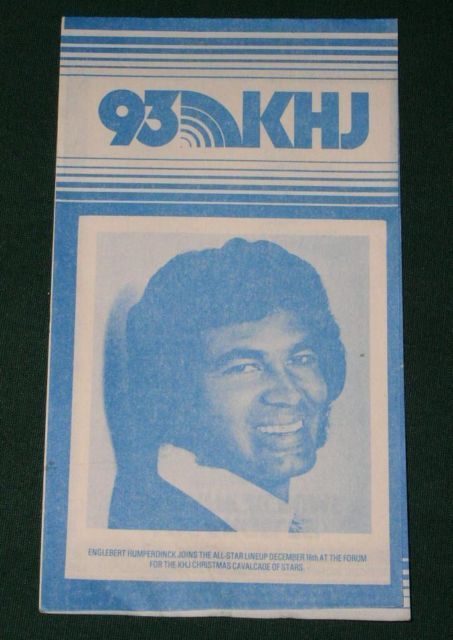 93 KHJ
ENGLEBERT HUMPERDINCK JOINS THE ALL-STAR LINEUP DECEMBER 16th AT THE FORUM
FOR THE KHJ CHRISTMAS CAVALCADE OF STARS.